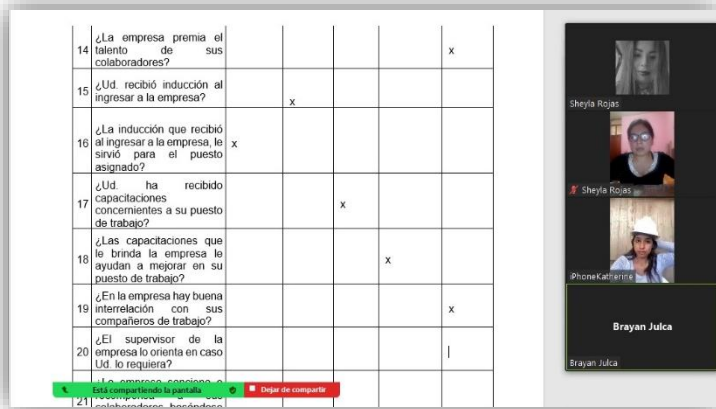 ¿La empresa premia el
14 talento de sus x
colaboradores?
15 ¿Ud. recibió inducción al
ingresar a la empresa? x
¿La inducción que recibió
16 al ingresar a la empresa, le x
sirvió para el puesto
asignado?
¿Ud. ha recibido
capacitaciones
17 concernientes a su puesto x
de trabajo?
¿Las capacitaciones que
18 le brinda la empresa le x
ayudan a mejorar en su
puesto de trabajo?
¿En la empresa hay buena
19 interrelación con sus x
compañeros de trabajo?
¿El supervisor de la
20 empresa lo orienta en caso
Ud. lo requiera?
21
Está compartiendo la pantalla
Dejar de compartir
Sheyla Rojas
Sheyla Rojas
iPhoneKatherine
Brayan Julca
Brayan Julca